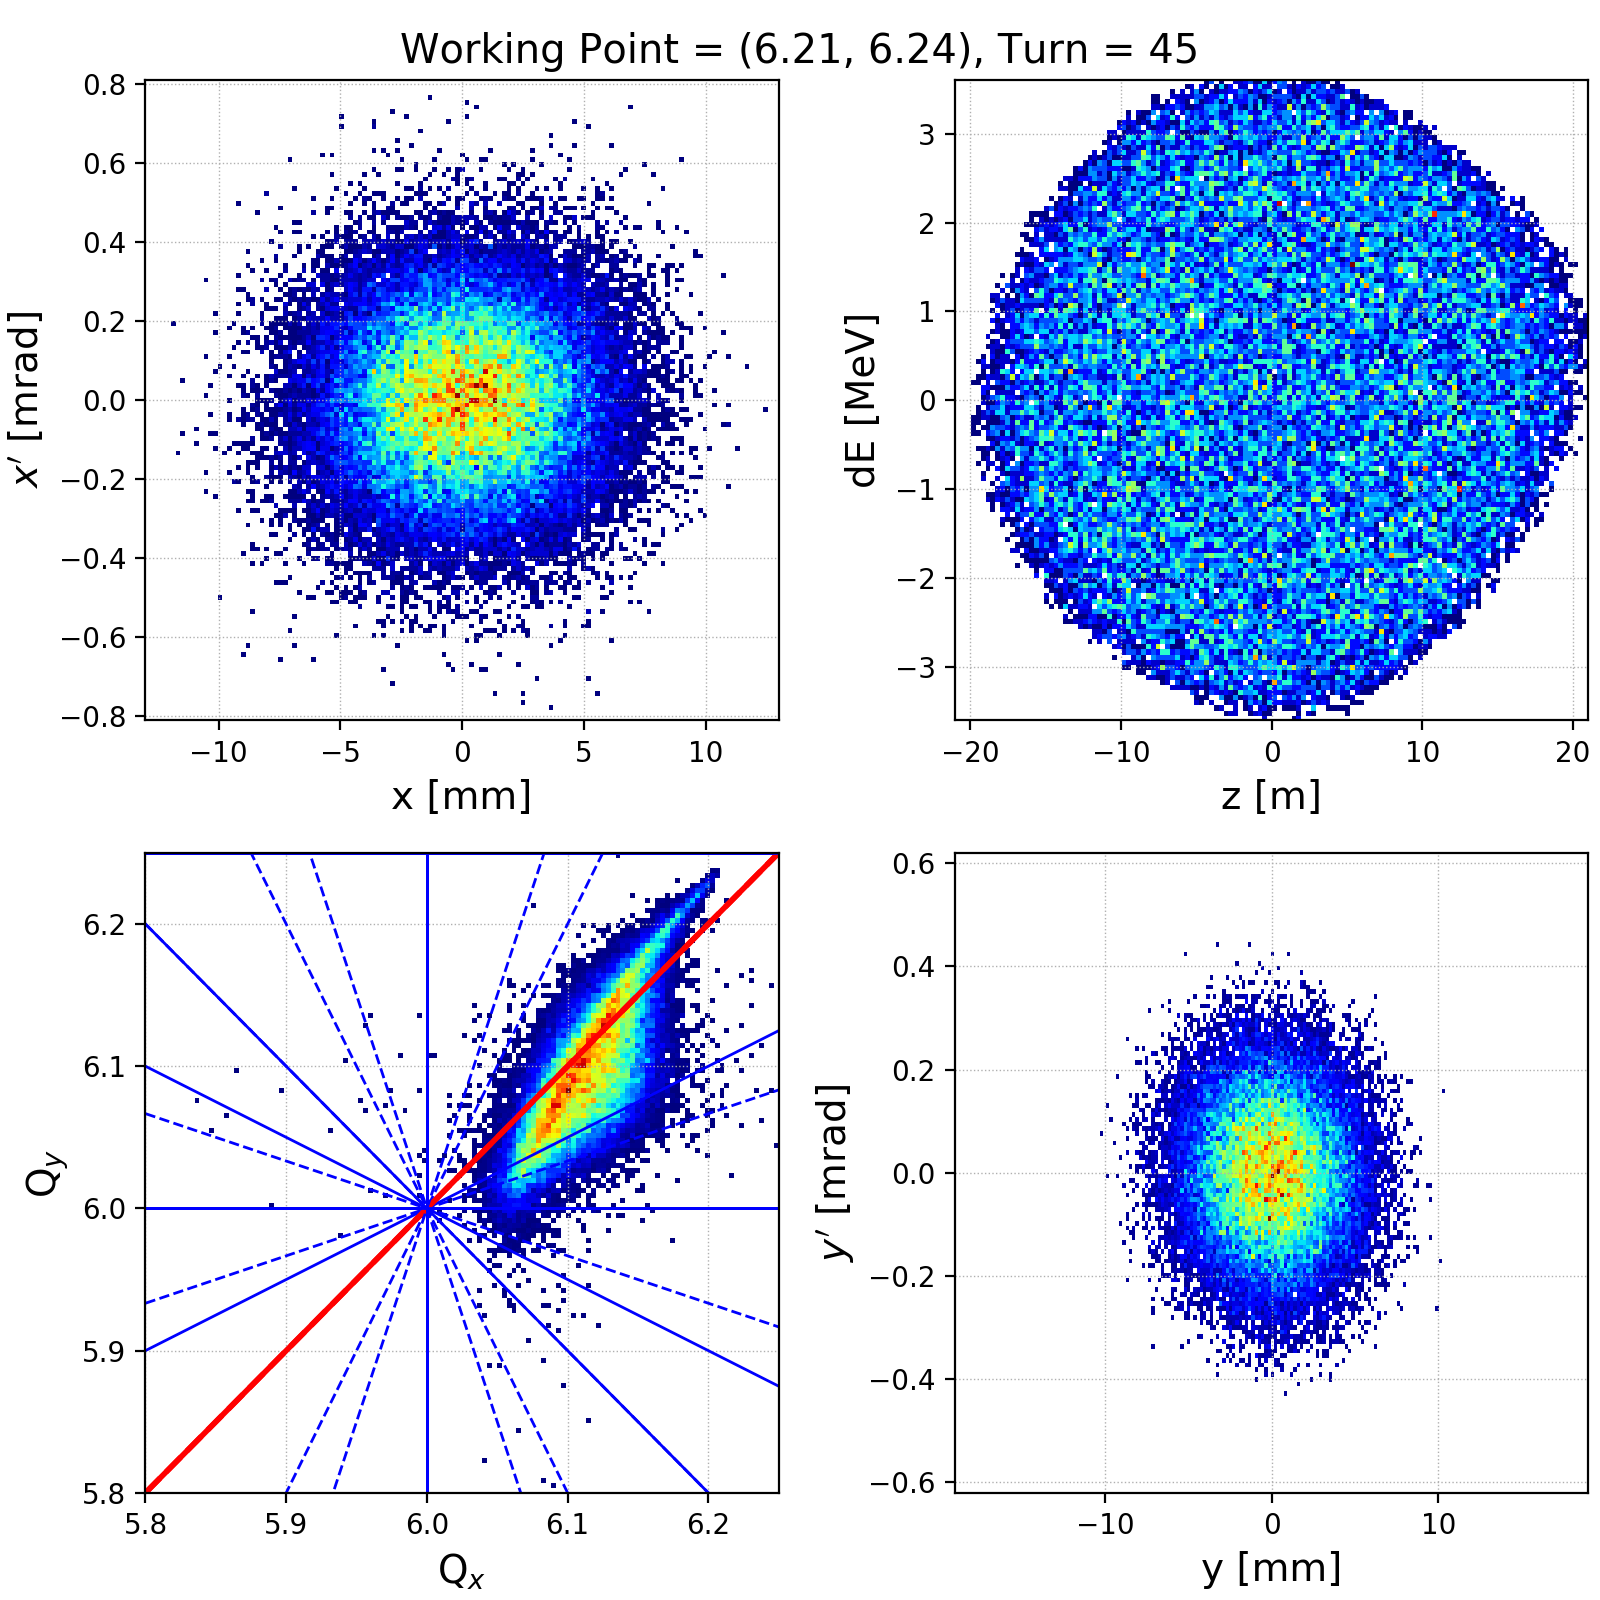 Working Point = (6.21, 6.24), Turn = 45
0.8
0.6
0.4
0.2
0.0
−0.2
−0.4
−0.6
−0.8
x′ [mrad]
−10 −5 0 5 10
x [mm]
3
2
1
0
−1
−2
−3
dE [MeV]
−20 −10 0 10 20
z [m]
6.2
6.1
6.0
5.9
5.8
Qy
5.8 5.9 6.0 6.1 6.2
Qx
0.6
0.4
0.2
0.0
−0.2
−0.4
−0.6
y′ [mrad]
−10 0 10
y [mm]